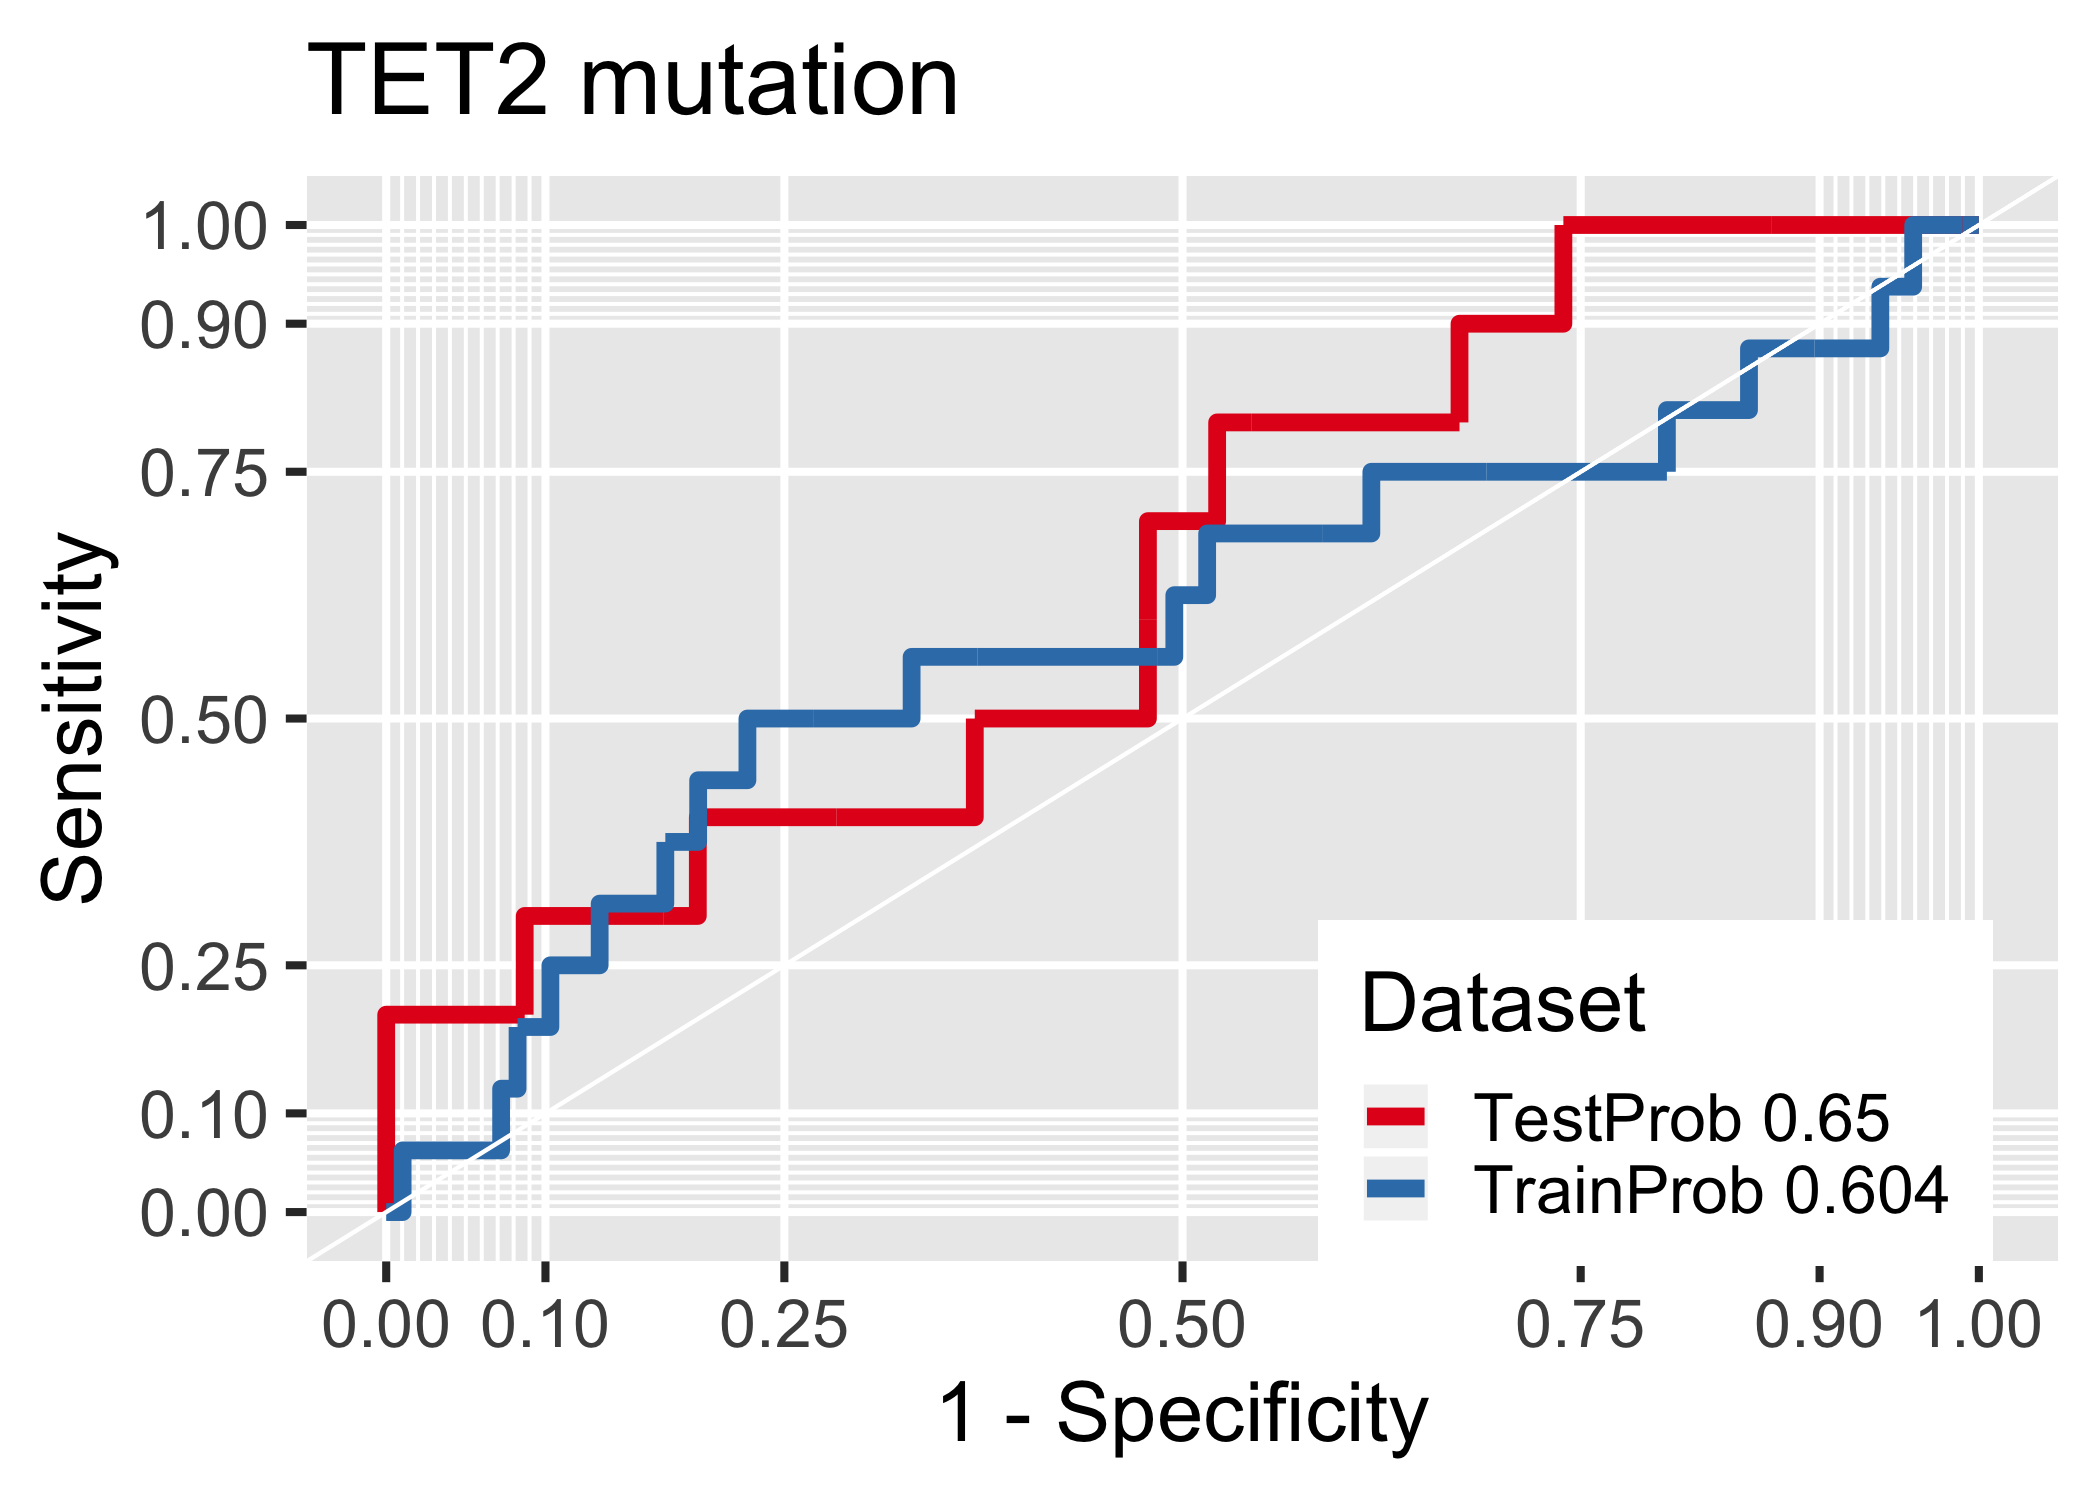 TET2 mutation
1.00
0.90
0.75
0.50
0.25
0.10
0.00
Sensitivity
Dataset
TestProb 0.65
TrainProb 0.604
0.00 0.10 0.25 0.50 0.75 0.90 1.00
1 - Specificity